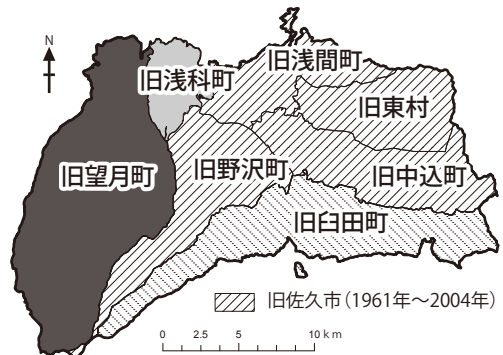 N
旧浅間町
旧浅科町
旧東村
旧望月町
旧野沢町
旧中込町
旧臼田町
旧佐久市(1961年～2004年)
0 2.5 5 10 km